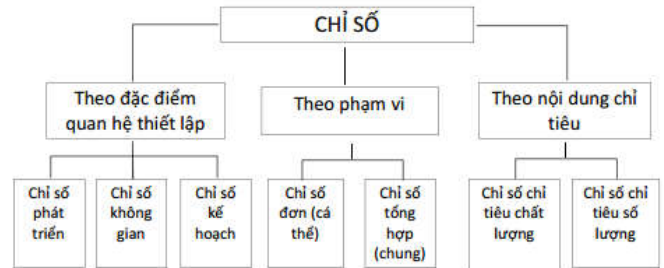 CHỈ SỐ
Theo đặc điểm
quan hệ thiết lập
Theo phạm vi
Theo nội dung chỉ
tiêu
Chỉ số
phát
triển
Chỉ số
không
gian
Chỉ số
kế
hoạch
Chỉ số
đơn (cá
thể)
Chỉ số
tổng
hợp
(chung)
Chỉ số chỉ
tiêu chất
lượng
Chỉ số chỉ
tiêu số
lượng